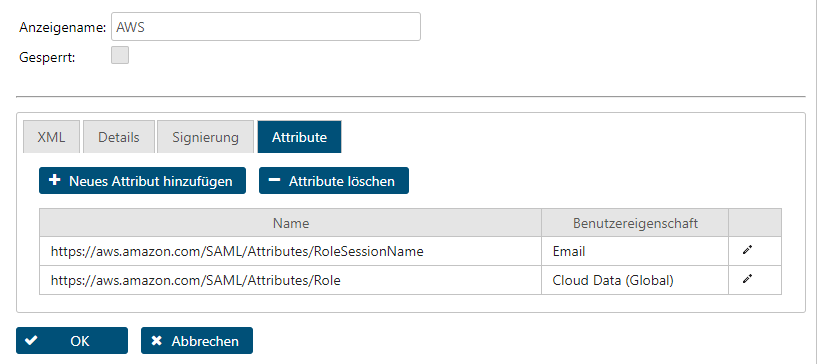 Anzeigename: AWS
Gesperrt:
XML Details Signierung Attribute
Neues Attribut hinzufügen Attribute löschen
Name Benutzereigenschaft
https://aws.amazon.com/SAML/Attributes/RoleSessionName Email
https://aws.amazon.com/SAML/Attributes/Role Cloud Data (Global)
OK Abbrechen